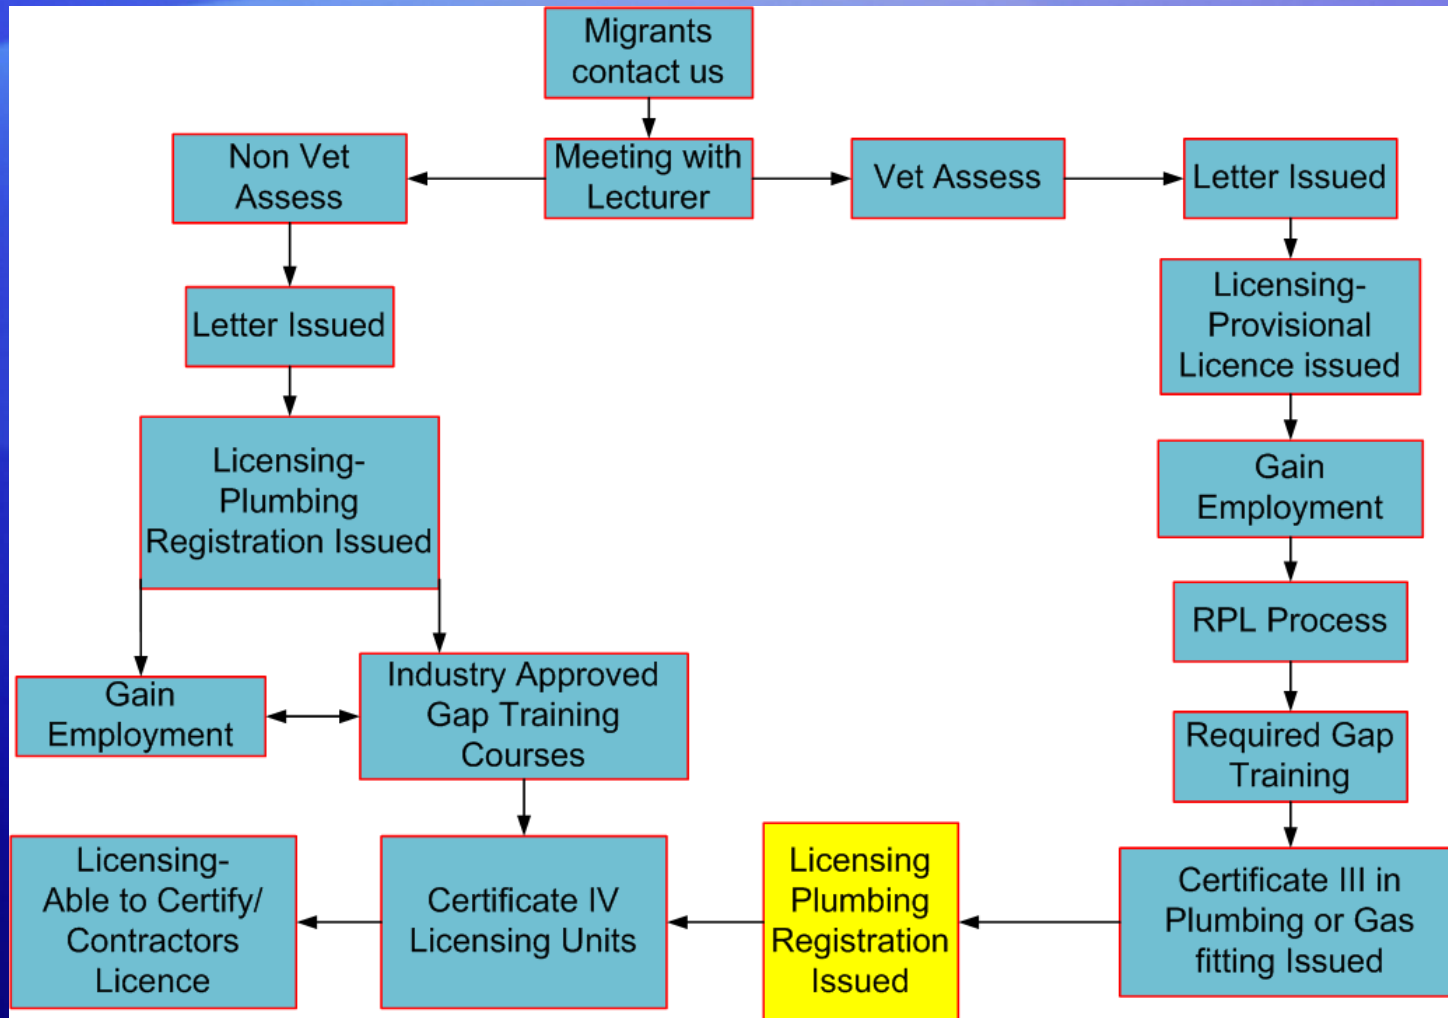 Migrants
contact us
Non Vet
Assess
Meeting with
Lecturer
Vet Assess
Letter Issued
Letter Issued
Licensing-
Provisional
Licence issued
Licensing-
Plumbing
Registration Issued
Gain
Employment
RPL Process
Gain
Employment
Industry Approved
Gap Training
Courses
Required Gap
Training
Licensing-
Able to Certify/
Contractors
Licence
Certificate IV
Licensing Units
Licensing
Plumbing
Registration
Issued
Certificate III in
Plumbing or Gas
fitting Issued